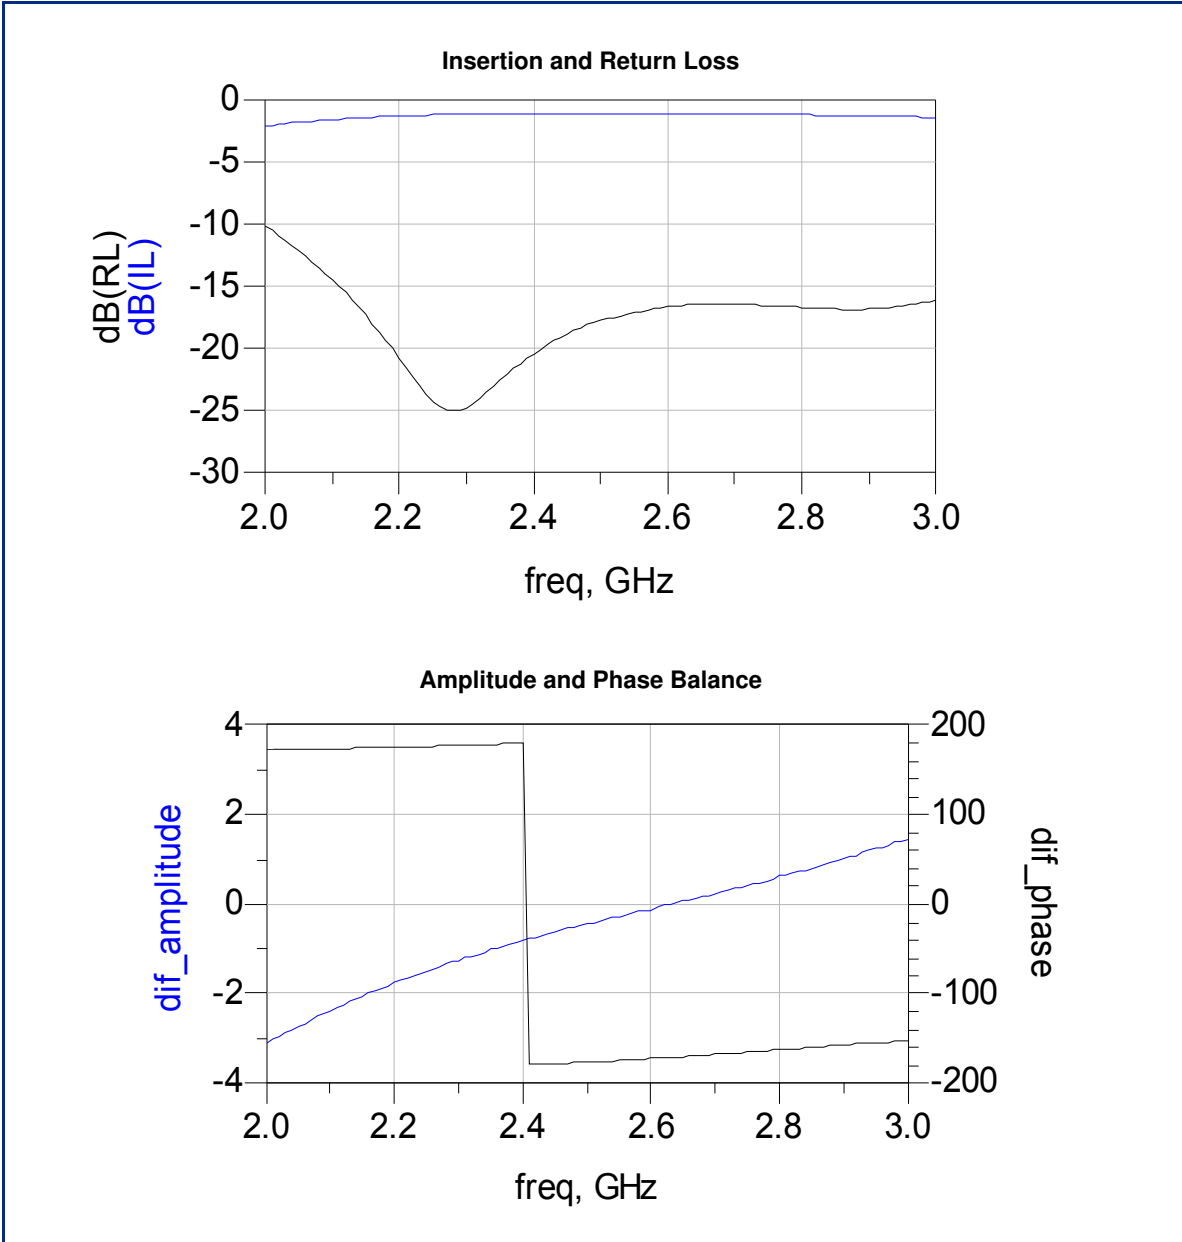 Insertion and Return Loss
0
-5
-10
-15
-20
-25
-30
dB(RL)
dB(IL)
2.0 2.2 2.4 2.6 2.8 3.0
freq, GHz
Amplitude and Phase Balance
4
2
0
-2
-4
200
100
0
-100
-200
dif_amplitude
dif_phase
2.0 2.2 2.4 2.6 2.8 3.0
freq, GHz